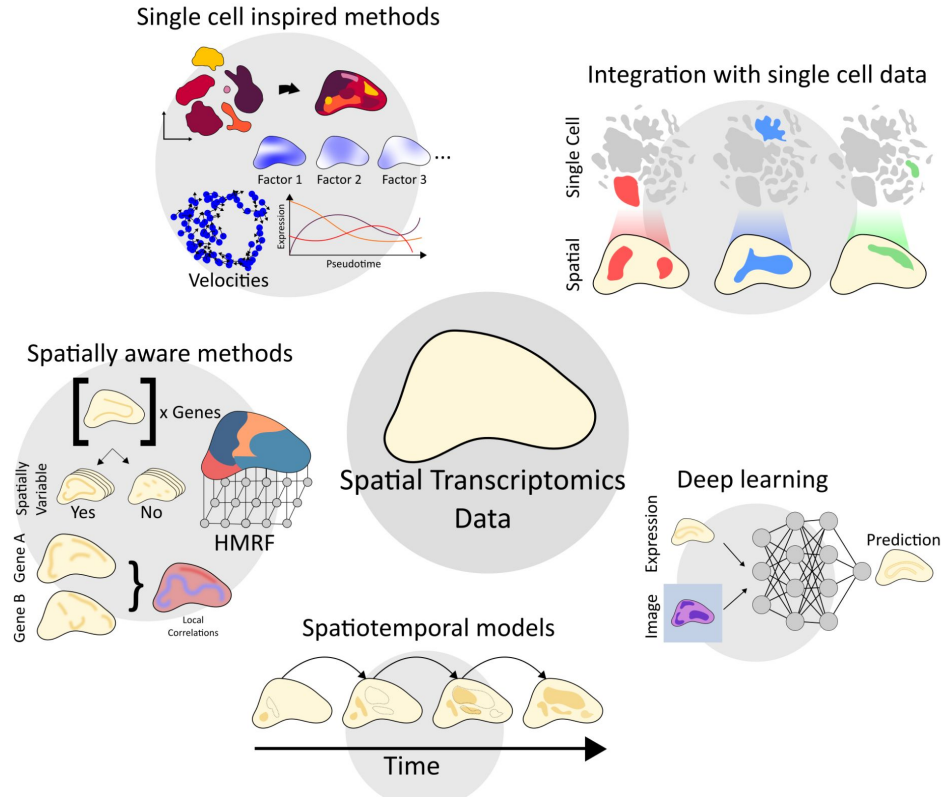 Single cell inspired methods
Factor 1
Factor 2
Factor 3
...
Velocities
Expression
Pseudotime
Integration with single cell data
Single Cell
Spatial
Spatially aware methods
x Genes
Spatially
Variable
Yes
No
HMRF
Gene A
Gene B
Local
Correlations
Spatial Transcriptomics
Data
Deep learning
Expression
Image
Prediction
Spatiotemporal models
Time